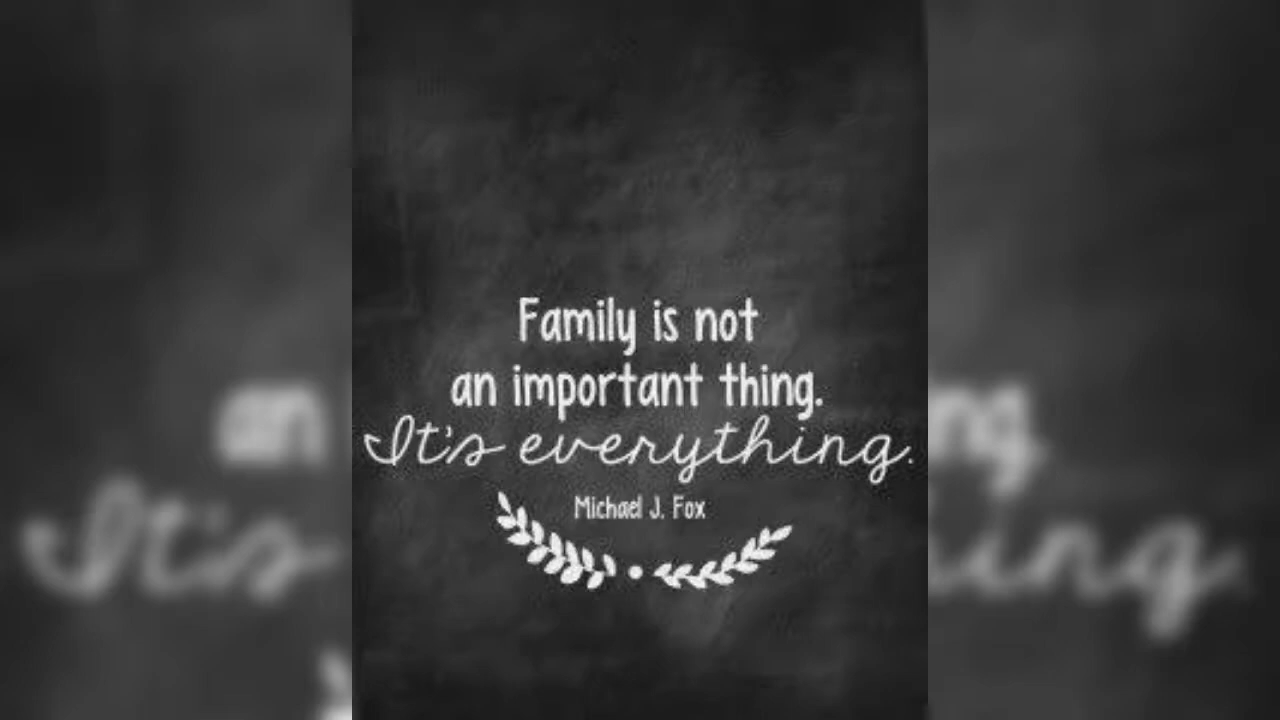 Family is not
an important thing.
It's everything.
Michael J. Fox